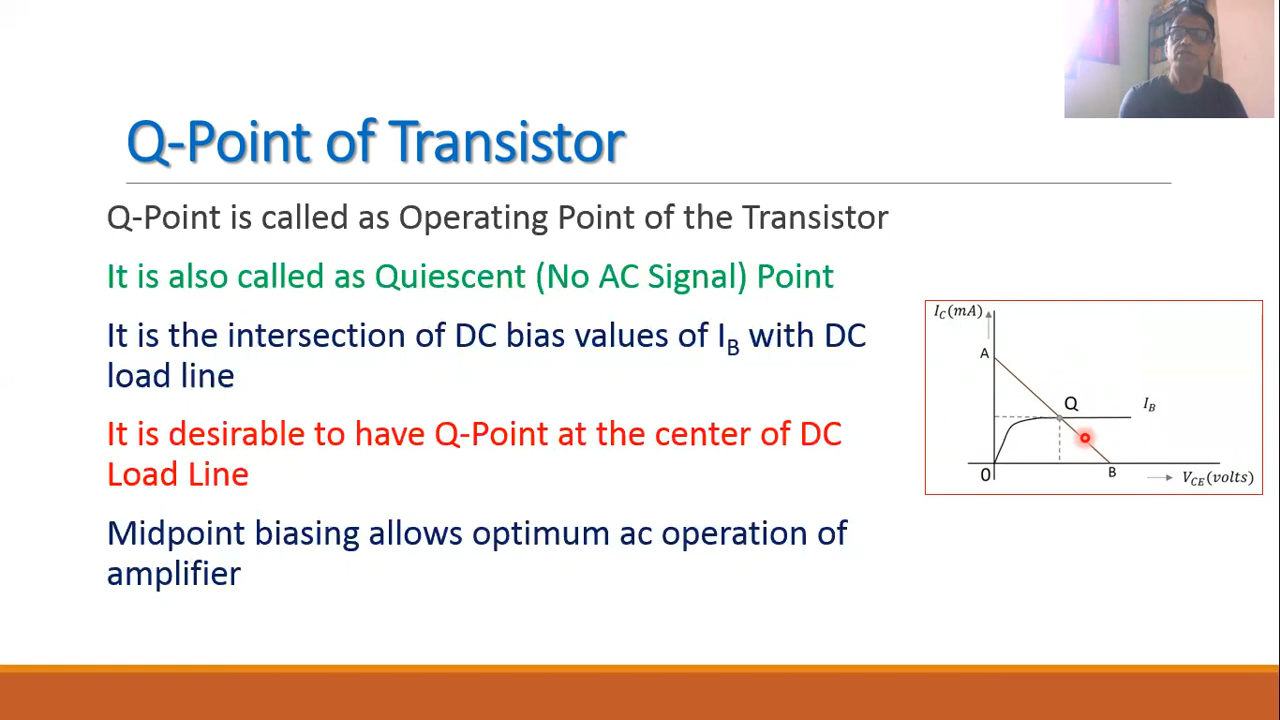 Q-Point of Transistor
Q-Point is called as Operating Point of the Transistor
It is also called as Quiescent (No AC Signal) Point
It is the intersection of DC bias values of I_B with DC
load line
It is desirable to have Q-Point at the center of DC
Load Line
Midpoint biasing allows optimum ac operation of
amplifier
I_C(mA)
A
Q
I_B
0
B
V_CE(volts)